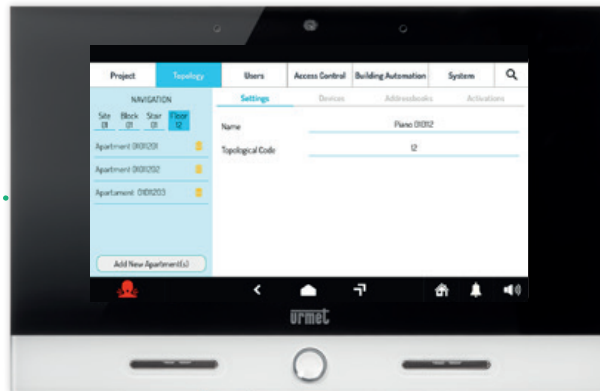 Project Topology Users Access Control Building Automation System
NAVIGATION Settings Devices Addressbooks Activations
Site 01 Block 01 Stair 01 Floor 12
Name Piano 01012
Topological Code 12
Apartment 01011201
Apartment 01011202
Apartament 01011203
Add New Apartment(s)
urmet